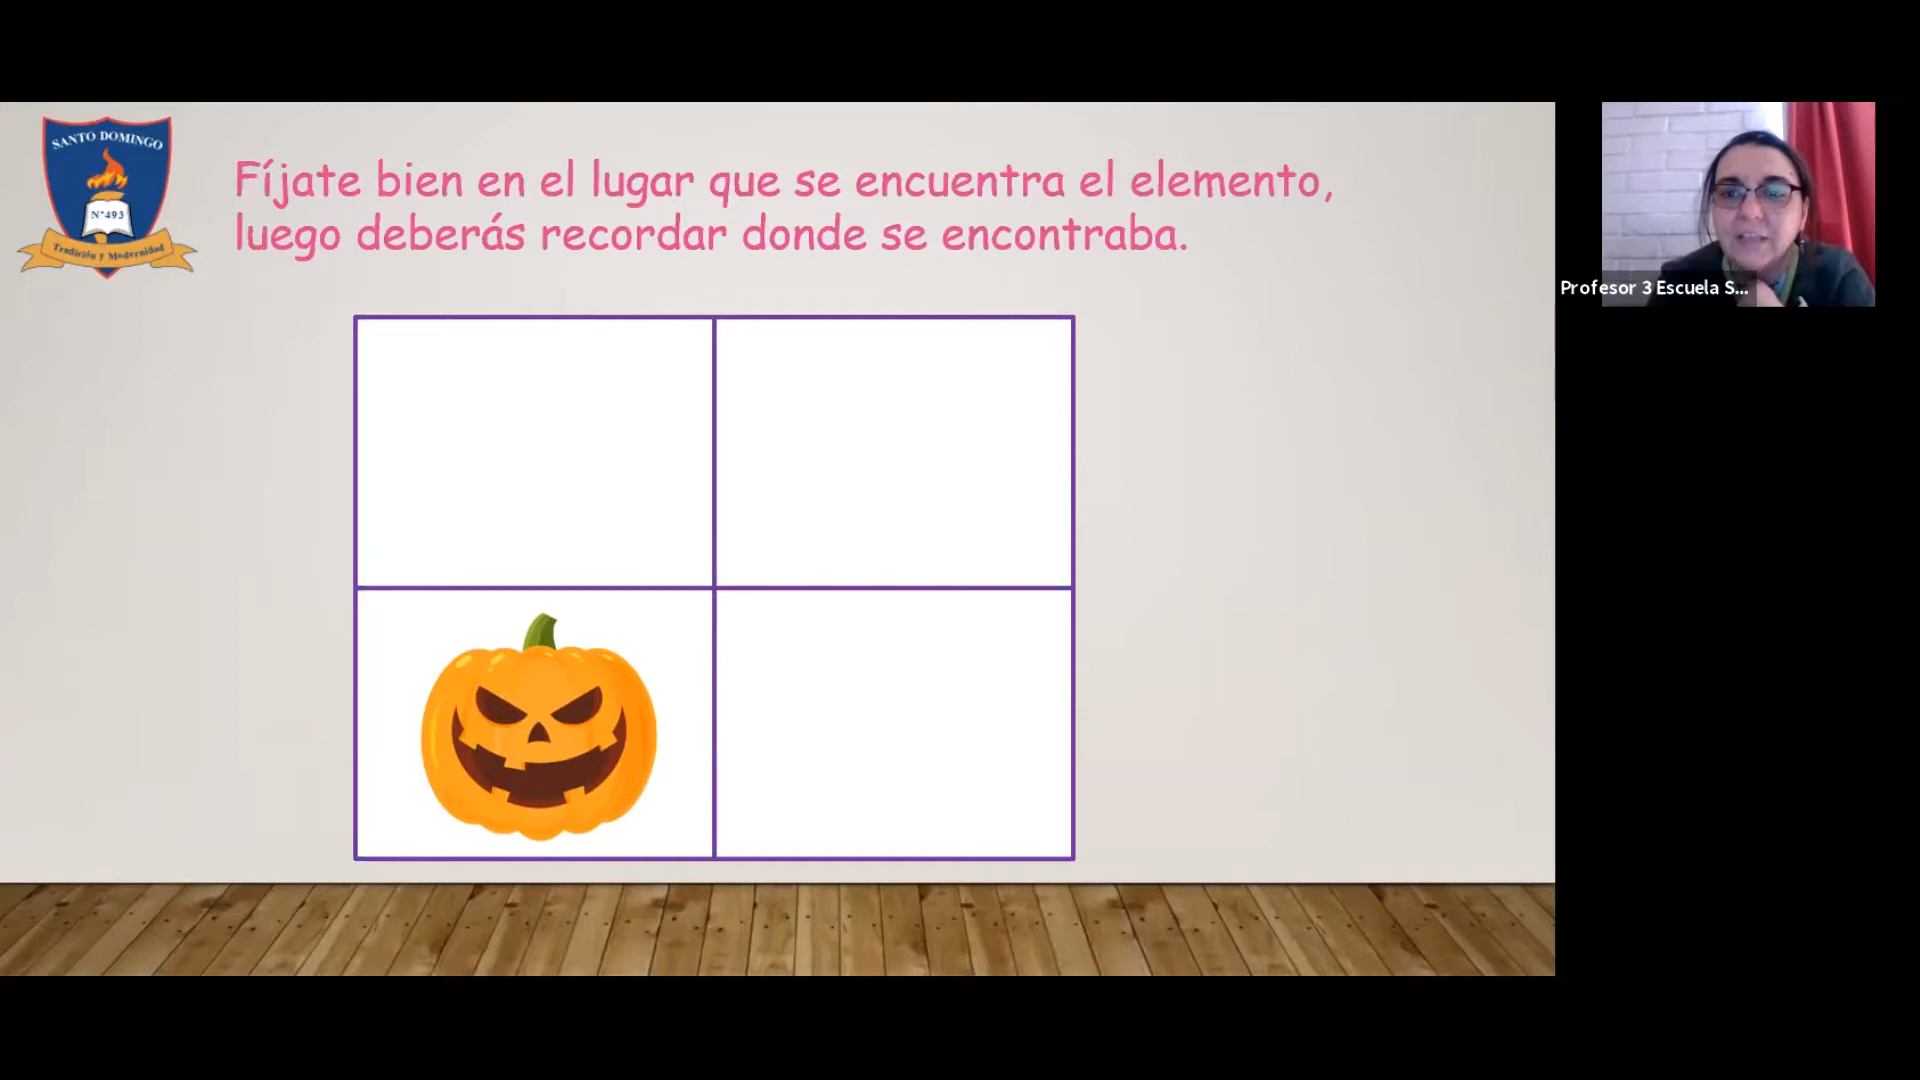 SANTO DOMINGO
N°493
Tradición y Modernidad
Fíjate bien en el lugar que se encuentra el elemento,
luego deberás recordar donde se encontraba.
Profesor 3 Escuela S...